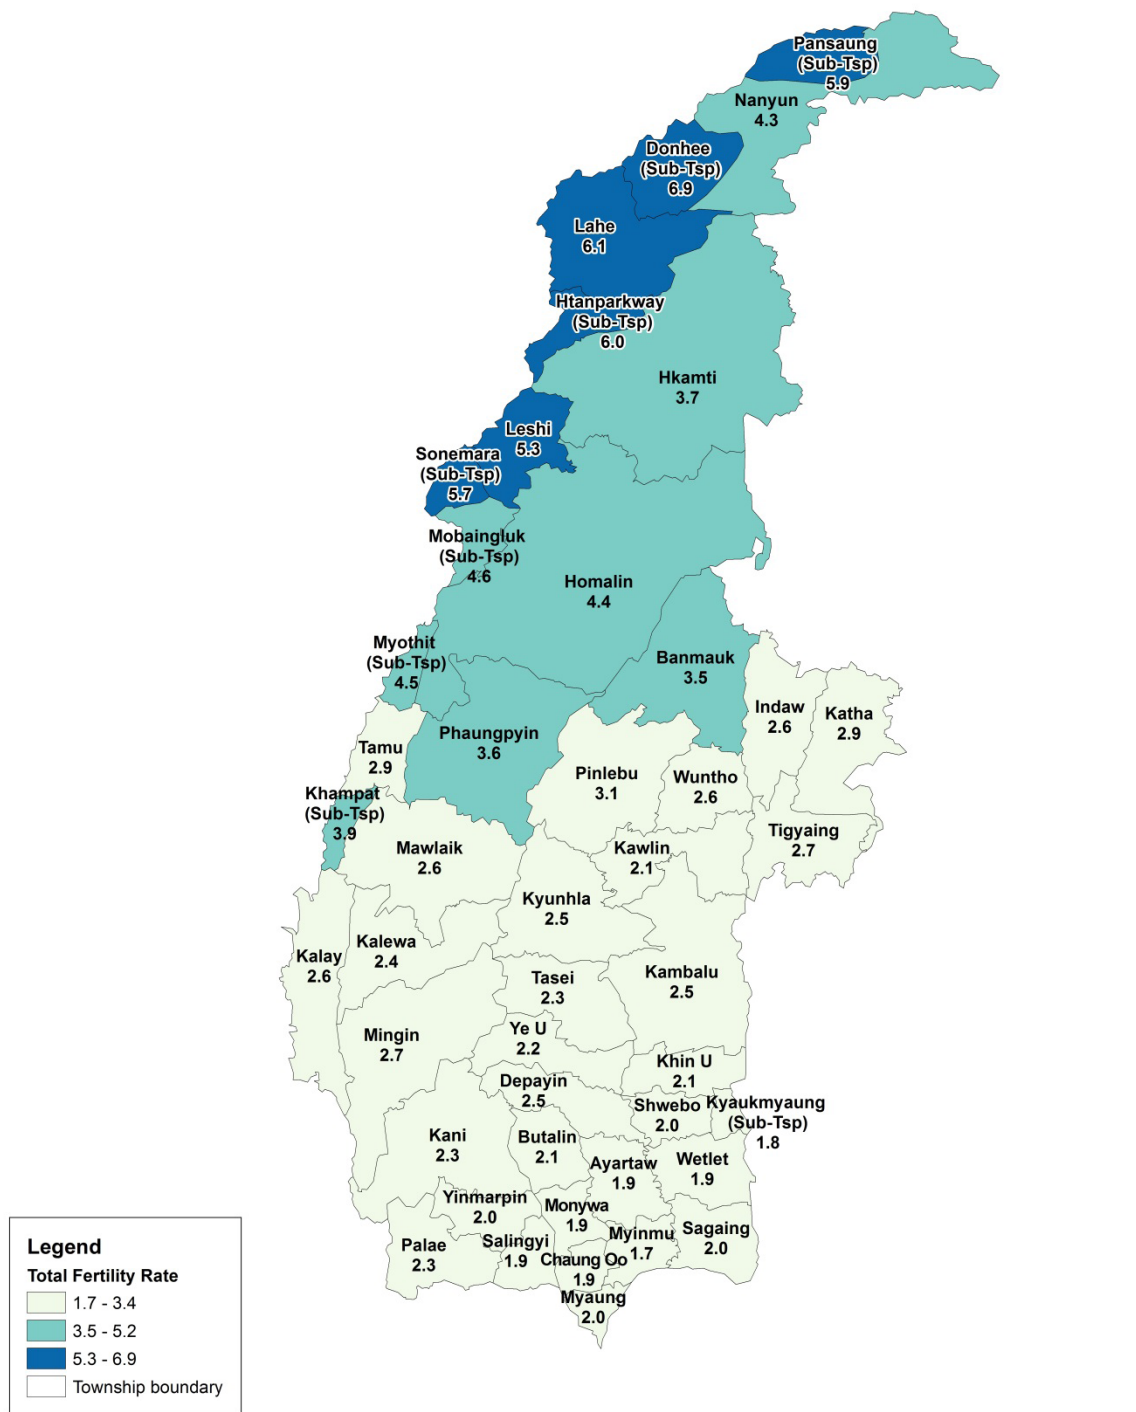 Pansaung
(Sub-Tsp)
5.9
Nanyun
4.3
Donhee
(Sub-Tsp)
6.9
Lahe
6.1
Htanparkway
(Sub-Tsp)
6.0
Hkamti
3.7
Leshi
5.3
Sonemara
(Sub-Tsp)
5.7
Mobaingluk
(Sub-Tsp)
4.6
Homalin
4.4
Myothit
(Sub-Tsp)
4.5
Banmauk
3.5
Indaw
2.6
Katha
2.9
Phaungpyin
3.6
Tamu
2.9
Pinlebu
3.1
Wuntho
2.6
Khampat
(Sub-Tsp)
3.9
Tigyaing
2.7
Mawlaik
2.6
Kawlin
2.1
Kyunhla
2.5
Kalewa
2.4
Kalay
2.6
Tasei
2.3
Kambalu
2.5
Mingin
2.7
Ye U
2.2
Khin U
2.1
Depayin
2.5
Shwebo
2.0
Kyaukmyaung
(Sub-Tsp)
1.8
Kani
2.3
Butalin
2.1
Ayartaw
1.9
Wetlet
1.9
Yinmarpin
2.0
Monywa
1.9
Myinmu
1.7
Sagaing
2.0
Palae
2.3
Salingyi
1.9
Chaung Oo
1.9
Myaung
2.0
Legend
Total Fertility Rate
1.7 - 3.4
3.5 - 5.2
5.3 - 6.9
Township boundary